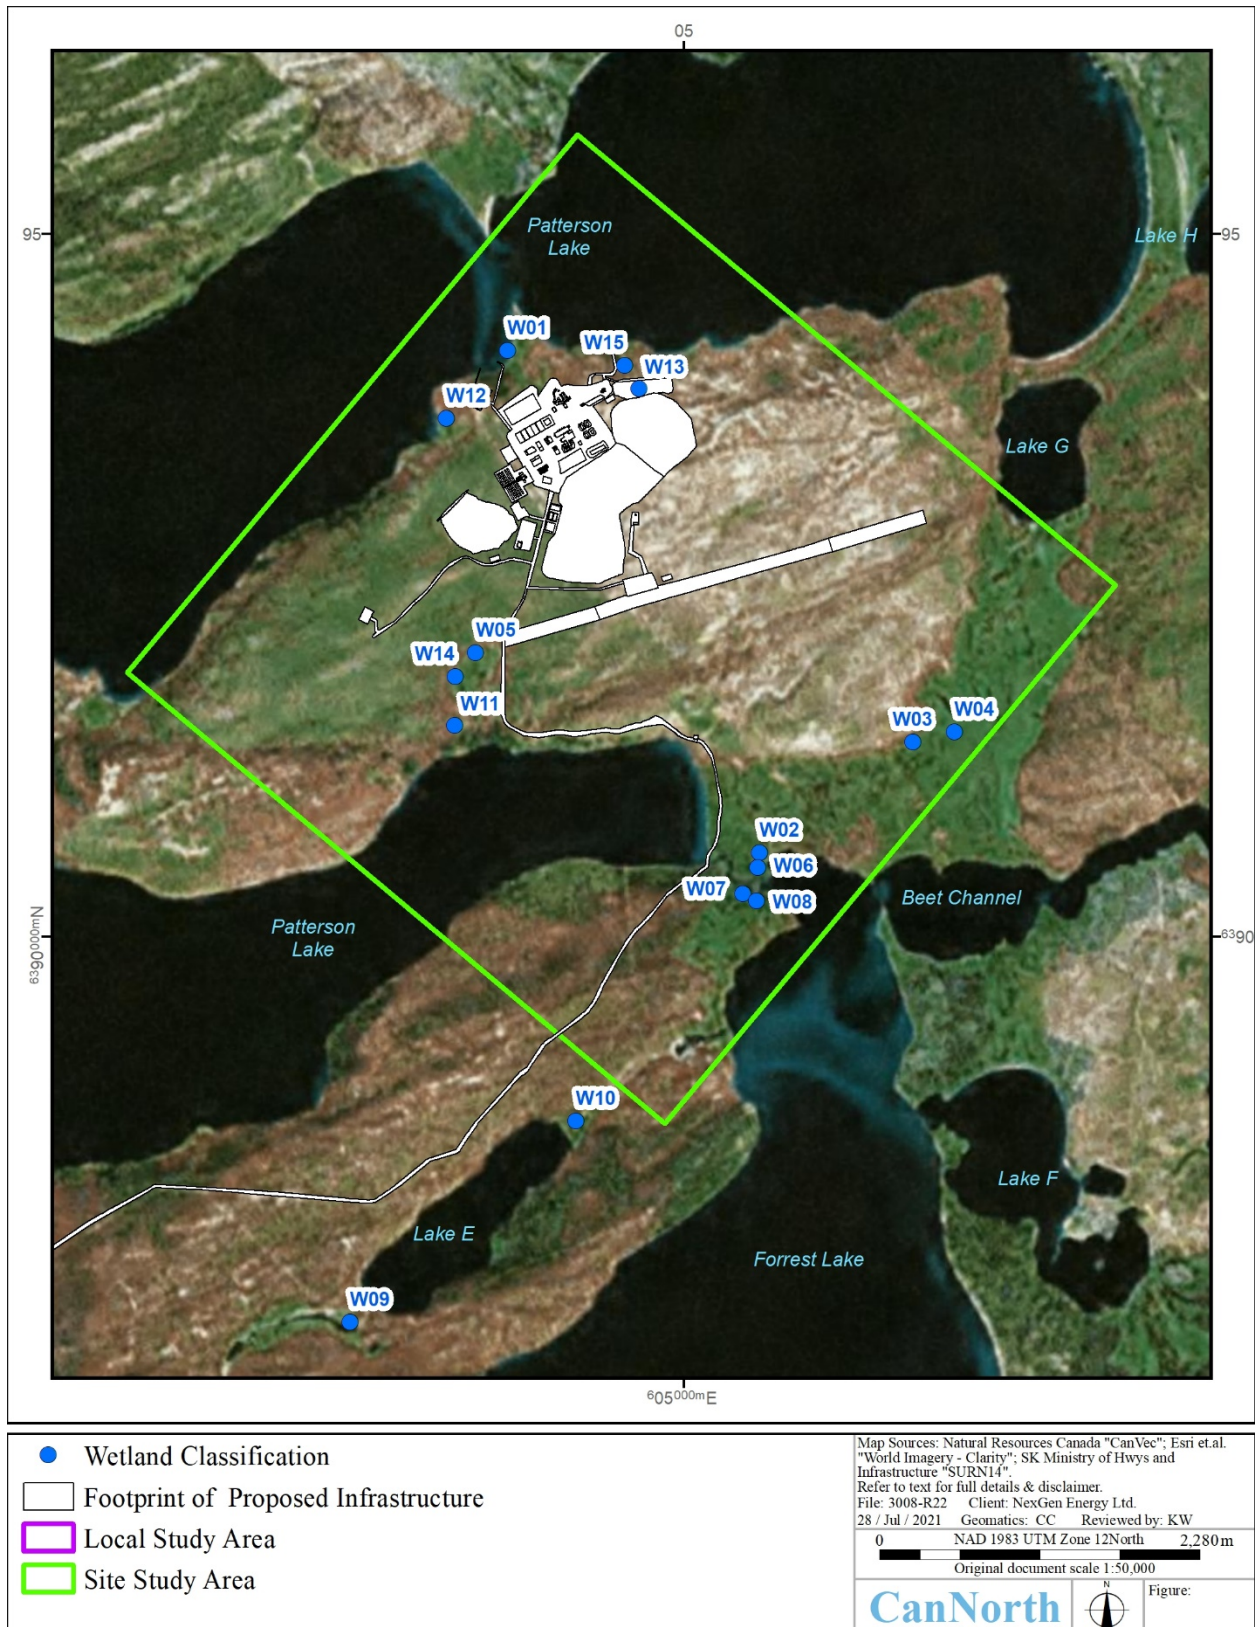 05
95
95
Patterson
Lake
Lake H
W01
W15
W13
W12
Lake G
W05
W14
W11
W03
W04
W02
W06
W07
W08
Beet Channel
Patterson
Lake
6390000mN
6390
W10
Lake F
Lake E
Forrest Lake
W09
605000mE
Wetland Classification
Footprint of Proposed Infrastructure
Local Study Area
Site Study Area
Map Sources: Natural Resources Canada "CanVec"; Esri et.al.
"World Imagery - Clarity"; SK Ministry of Hwys and
Infrastructure "SURN14".
Refer to text for full details & disclaimer.
File: 3008-R22 Client: NexGen Energy Ltd.
28 / Jul / 2021 Geomatics: CC Reviewed by: KW
0 NAD 1983 UTM Zone 12North 2,280m
Original document scale 1:50,000
CanNorth
N
Figure: